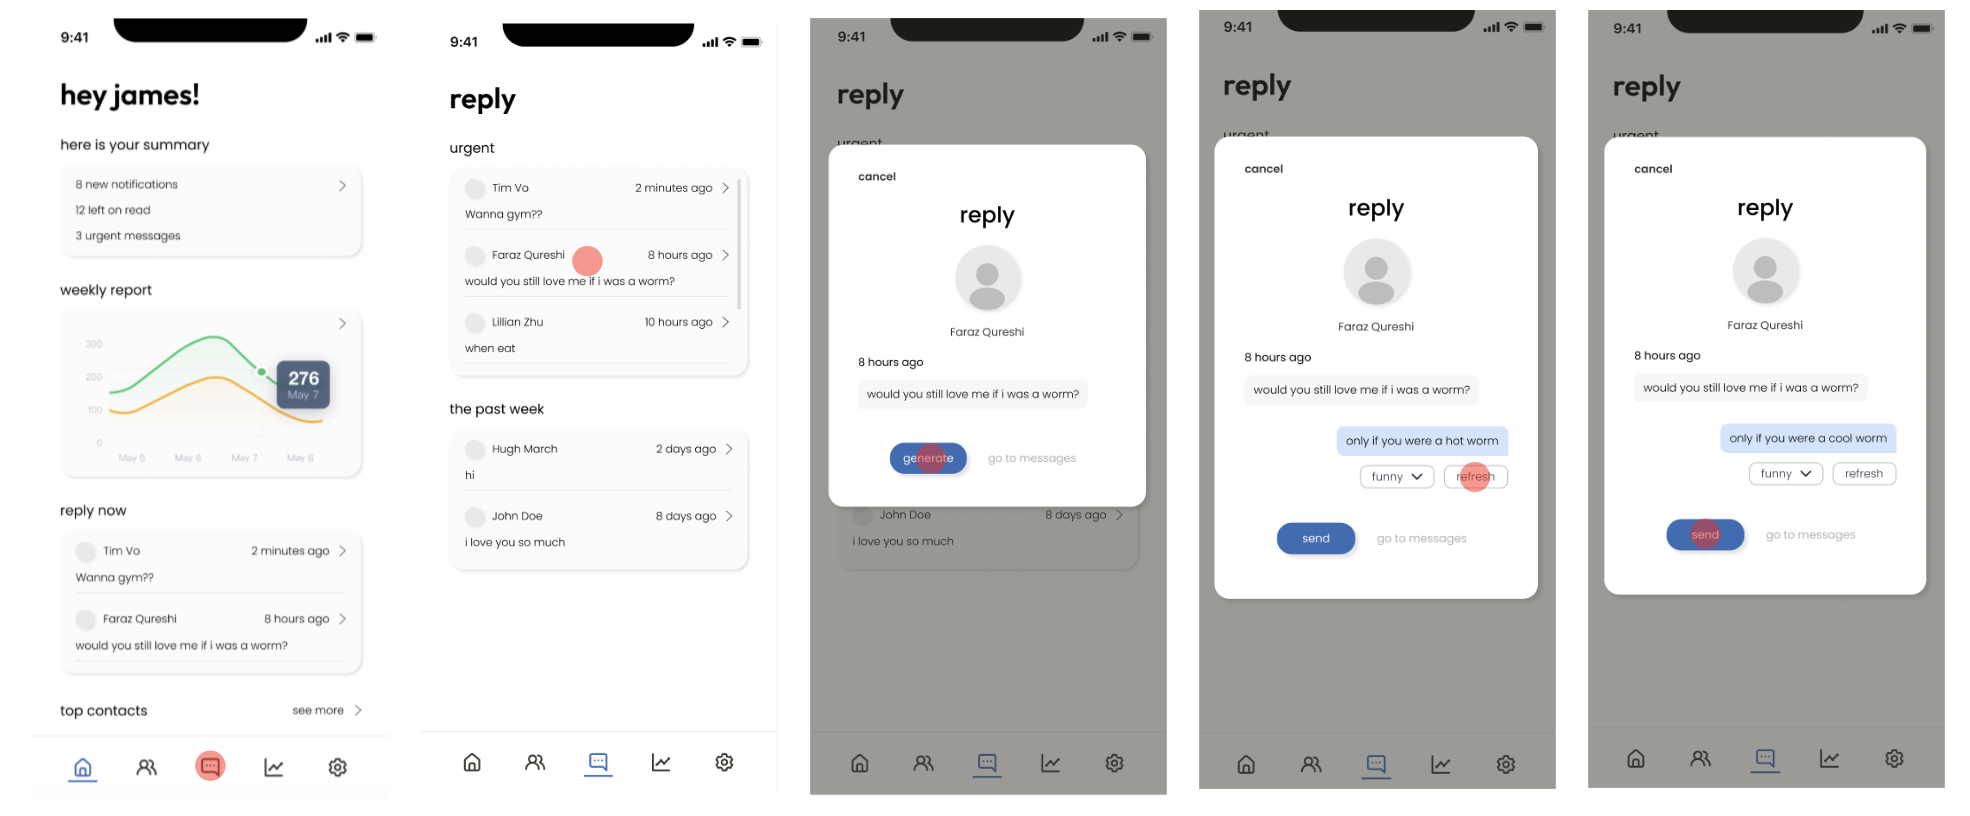 9:41
hey james!
here is your summary
8 new notifications
12 left on read
3 urgent messages
weekly report
300
200
100
0
276
May 7
May 5 May 6 May 7 May 8
reply now
Tim Vo 2 minutes ago
Wanna gym??
Faraz Qureshi 8 hours ago
would you still love me if i was a worm?
top contacts see more
9:41
reply
urgent
Tim Vo 2 minutes ago
Wanna gym??
Faraz Qureshi 8 hours ago
would you still love me if i was a worm?
Lillian Zhu 10 hours ago
when eat
the past week
Hugh March 2 days ago
hi
John Doe 8 days ago
i love you so much
9:41
reply
urgent
cancel
reply
Faraz Qureshi
8 hours ago
would you still love me if i was a worm?
generate go to messages
John Doe 8 days ago
i love you so much
9:41
reply
urgent
cancel
reply
Faraz Qureshi
8 hours ago
would you still love me if i was a worm?
only if you were a hot worm
funny refresh
send go to messages
9:41
reply
urgent
cancel
reply
Faraz Qureshi
8 hours ago
would you still love me if i was a worm?
only if you were a cool worm
funny refresh
send go to messages